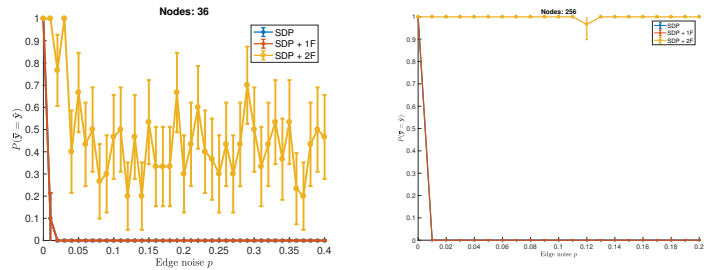 Nodes: 36
SDP
SDP + 1F
SDP + 2F
P(ȳ = ŷ)
1
0.9
0.8
0.7
0.6
0.5
0.4
0.3
0.2
0.1
0
0 0.05 0.1 0.15 0.2 0.25 0.3 0.35 0.4
Edge noise p
Nodes: 256
SDP
SDP + 1F
SDP + 2F
P(ȳ = ŷ)
1
0.9
0.8
0.7
0.6
0.5
0.4
0.3
0.2
0.1
0
0 0.02 0.04 0.06 0.08 0.1 0.12 0.14 0.16 0.18 0.2
Edge noise p